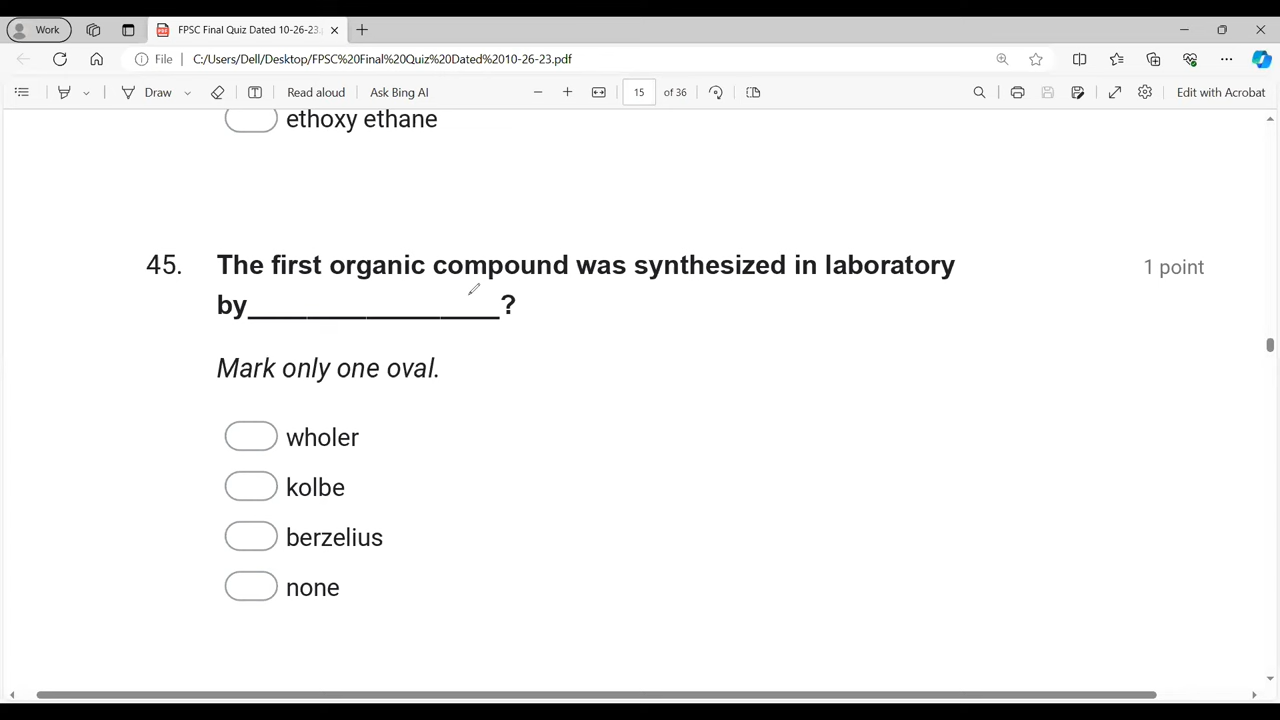 Work
FPSC Final Quiz Dated 10-26-23.
File
C:/Users/Dell/Desktop/FPSC%20Final%20Quiz%20Dated%2010-26-23.pdf
Draw
Read aloud
Ask Bing AI
15 of 36
Edit with Acrobat
ethoxy ethane
45. The first organic compound was synthesized in laboratory 1 point
by__________________?
Mark only one oval.
wholer
kolbe
berzelius
none